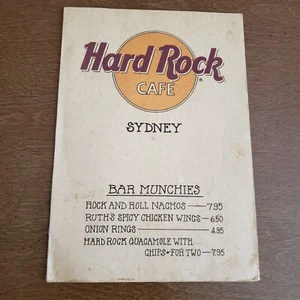 Hard Rock
CAFE
SYDNEY
BAR MUNCHIES
ROCK AND ROLL NACHOS — 7.95
RUTH'S SPICY CHICKEN WINGS — 6.50
ONION RINGS — 4.95
HARD ROCK GUACAMOLE WITH
CHIPS-FOR TWO — 7.95